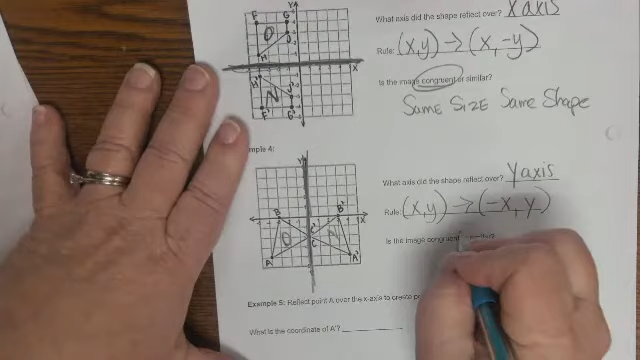 What axis did the shape reflect over? X axis
Rule: (x,y) → (x,-y)
Is the image congruent or similar?
Same Size Same Shape
mple 4:
What axis did the shape reflect over? y axis
Rule: (x,y) → (-x,y)
Is the image congruent
Example 5: Reflect point A over the x-axis to create
What is the coordinate of A'?